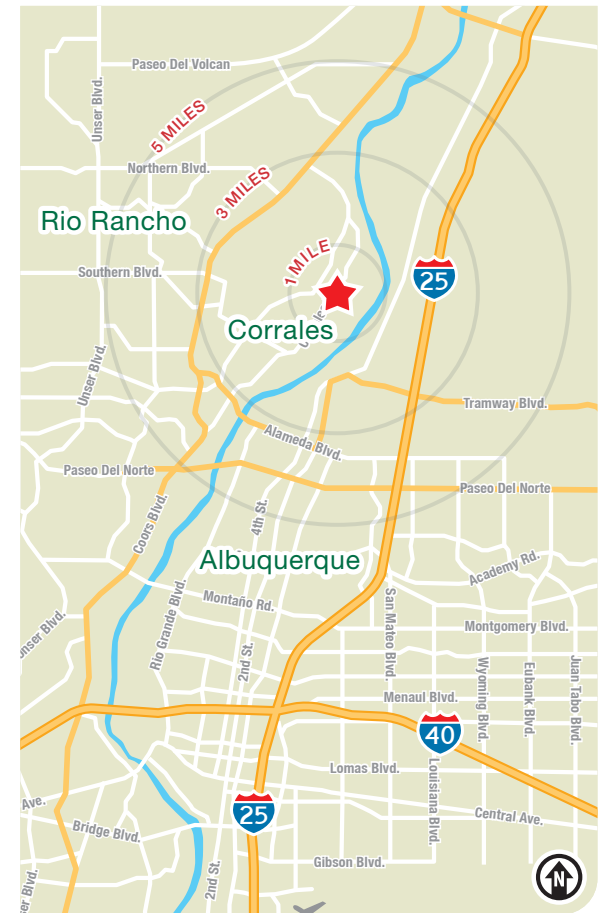 Paseo Del Volcan
Unser Blvd.
5 MILES
Northern Blvd.
3 MILES
Rio Rancho
1 MILE
Southern Blvd.
25
Corrales
Unser Blvd.
Tramway Blvd.
Alameda Blvd.
Paseo Del Norte
Paseo Del Norte
Coors Blvd.
4th St.
Albuquerque
Academy Rd.
Montaño Rd.
Rio Grande Blvd.
San Mateo Blvd.
Montgomery Blvd.
nser Blvd.
2nd St.
Wyoming Blvd.
Eubank Blvd.
Juan Tabo Blvd.
Menaul Blvd.
40
Lomas Blvd.
Louisiana Blvd.
Ave.
25
Central Ave.
Bridge Blvd.
2nd St.
Gibson Blvd.
er Blvd.
N